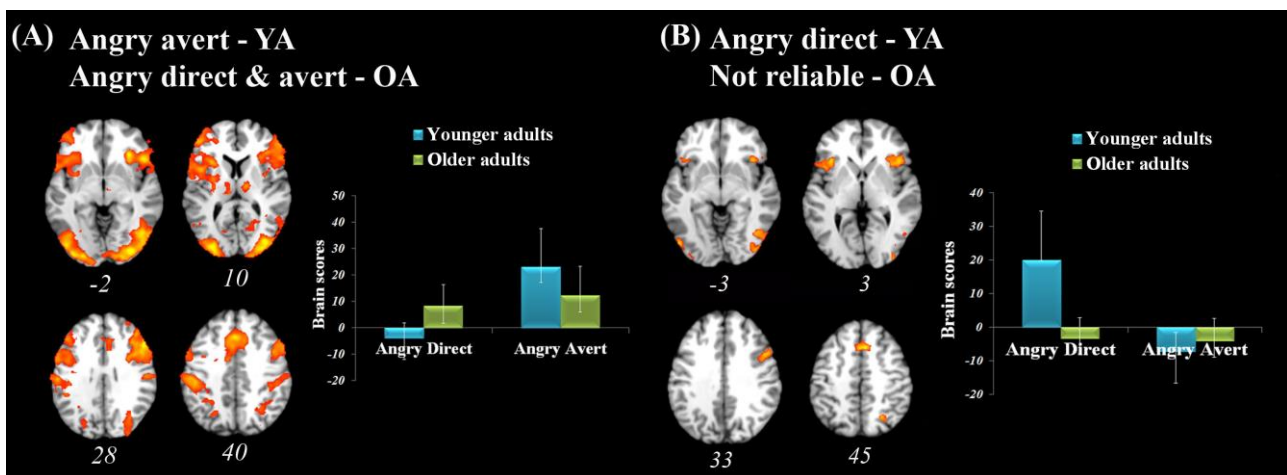 (A) Angry avert - YA
Angry direct & avert - OA
Younger adults
Older adults
-2
10
28
40
Brain scores
50
40
30
20
10
0
-10
-20
Angry Direct
Angry Avert
(B) Angry direct - YA
Not reliable - OA
Younger adults
Older adults
-3
3
33
45
Brain scores
40
30
20
10
0
-10
-20
Angry Direct
Angry Avert